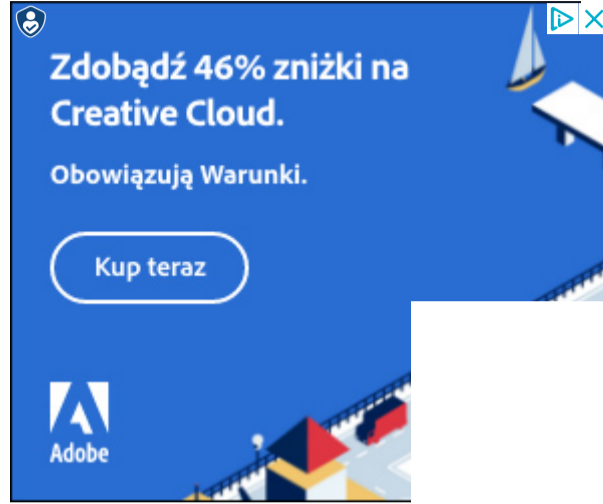 Zdobądź 46% zniżki na
Creative Cloud.
Obowiązują Warunki.
Kup teraz
Adobe